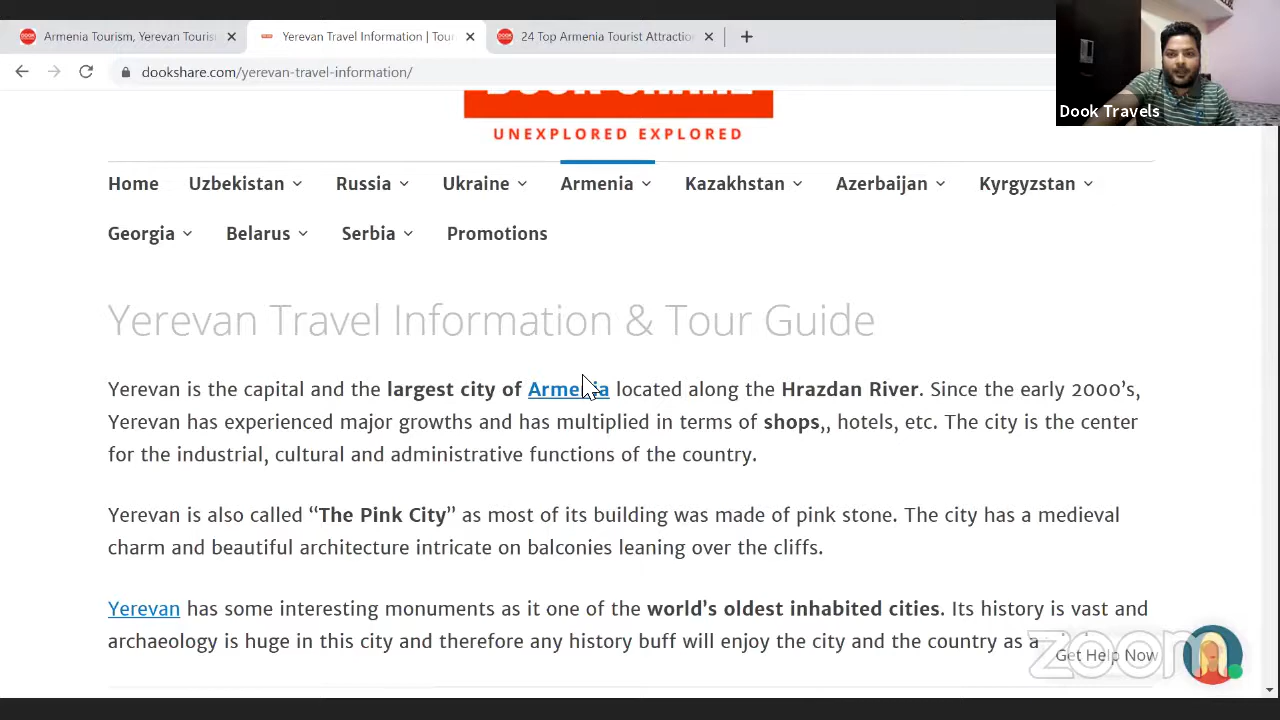 Armenia Tourism, Yerevan Touris
Yerevan Travel Information | Tour
24 Top Armenia Tourist Attractio
dookshare.com/yerevan-travel-information/
Dook Travels
UNEXPLORED EXPLORED
Home Uzbekistan Russia Ukraine Armenia Kazakhstan Azerbaijan Kyrgyzstan
Georgia Belarus Serbia Promotions
Yerevan Travel Information & Tour Guide
Yerevan is the capital and the largest city of Armenia located along the Hrazdan River. Since the early 2000’s,
Yerevan has experienced major growths and has multiplied in terms of shops,, hotels, etc. The city is the center
for the industrial, cultural and administrative functions of the country.
Yerevan is also called “The Pink City” as most of its building was made of pink stone. The city has a medieval
charm and beautiful architecture intricate on balconies leaning over the cliffs.
Yerevan has some interesting monuments as it one of the world’s oldest inhabited cities. Its history is vast and
archaeology is huge in this city and therefore any history buff will enjoy the city and the country as a
zoom
Get Help Now